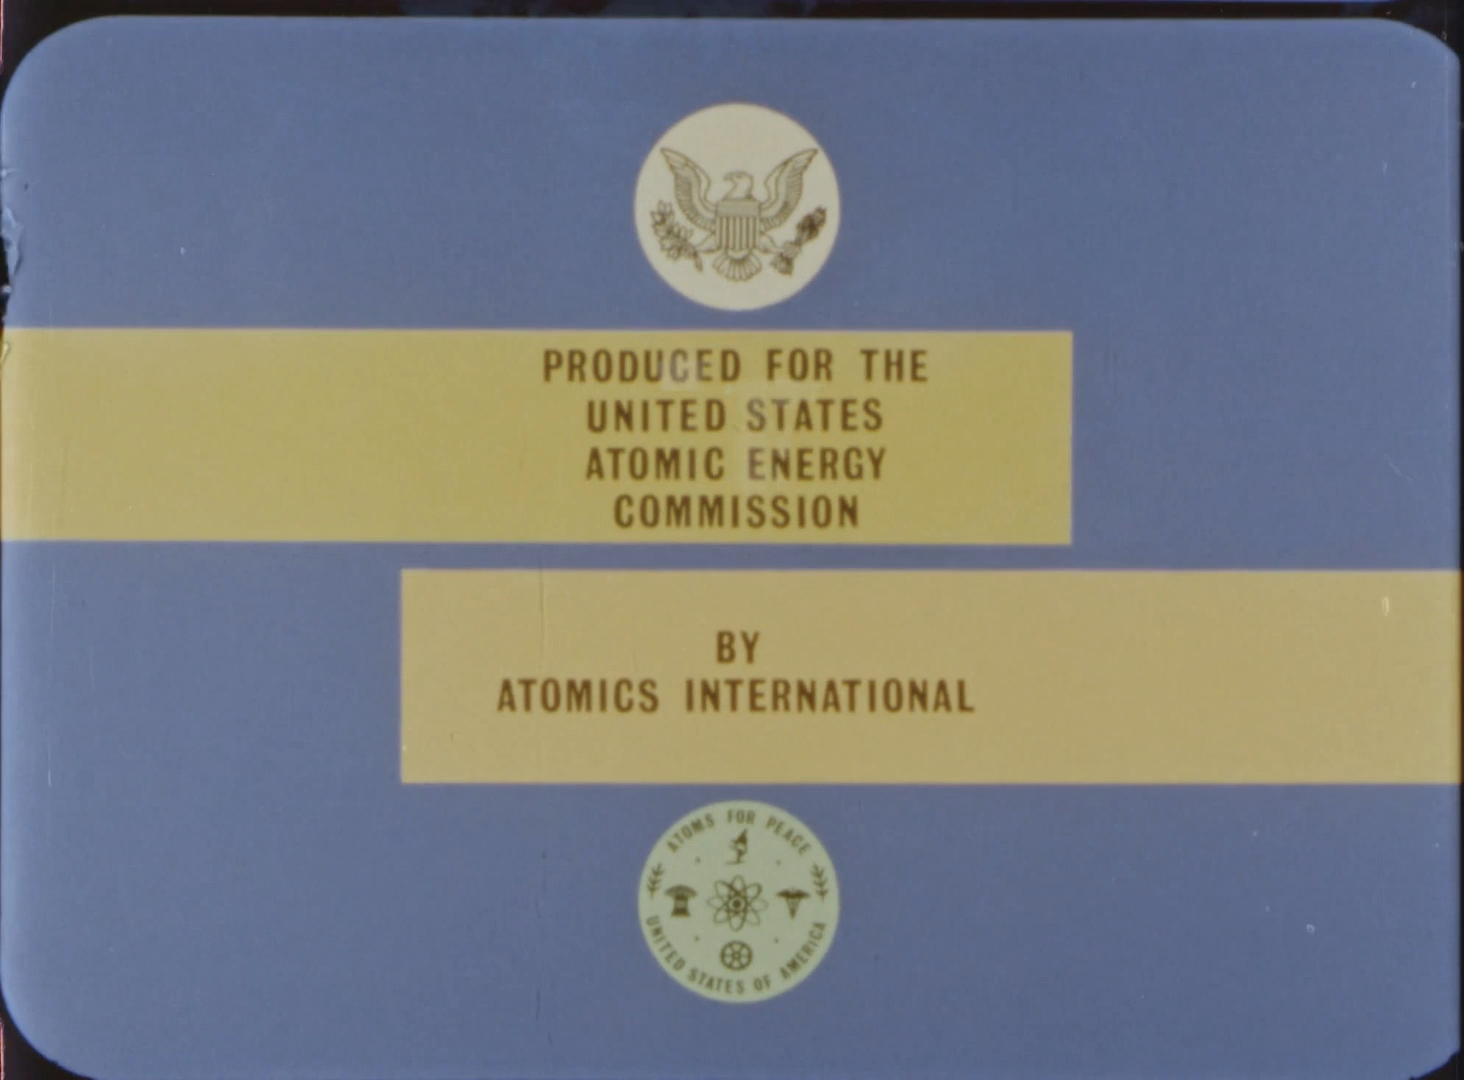 PRODUCED FOR THE
UNITED STATES
ATOMIC ENERGY
COMMISSION
BY
ATOMICS INTERNATIONAL
ATOMS FOR PEACE
UNITED STATES OF AMERICA